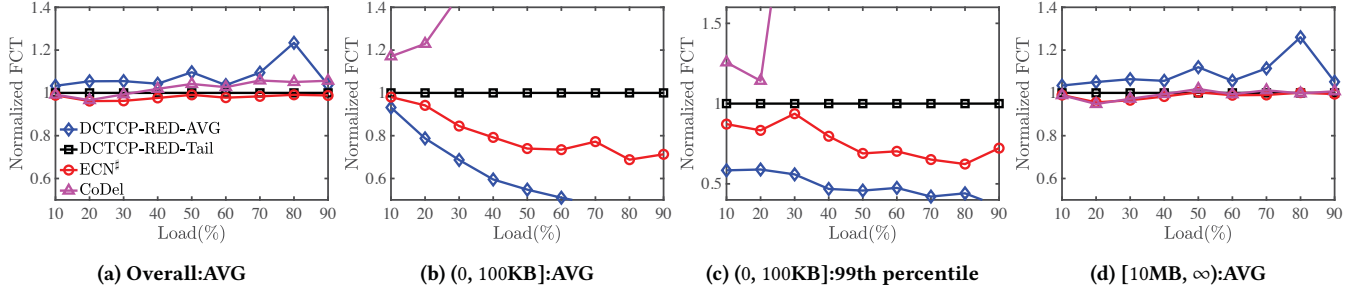 1.4
1.2
1
0.8
0.6
Normalized FCT
DCTCP-RED-AVG
DCTCP-RED-Tail
ECN♯
CoDel
10 20 30 40 50 60 70 80 90
Load(%)
(a) Overall:AVG
1.4
1.2
1
0.8
0.6
Normalized FCT
10 20 30 40 50 60 70 80 90
Load(%)
(b) (0, 100KB]:AVG
1.5
1
0.5
Normalized FCT
10 20 30 40 50 60 70 80 90
Load(%)
(c) (0, 100KB]:99th percentile
1.4
1.2
1
0.8
0.6
Normalized FCT
10 20 30 40 50 60 70 80 90
Load(%)
(d) [10MB, ∞):AVG